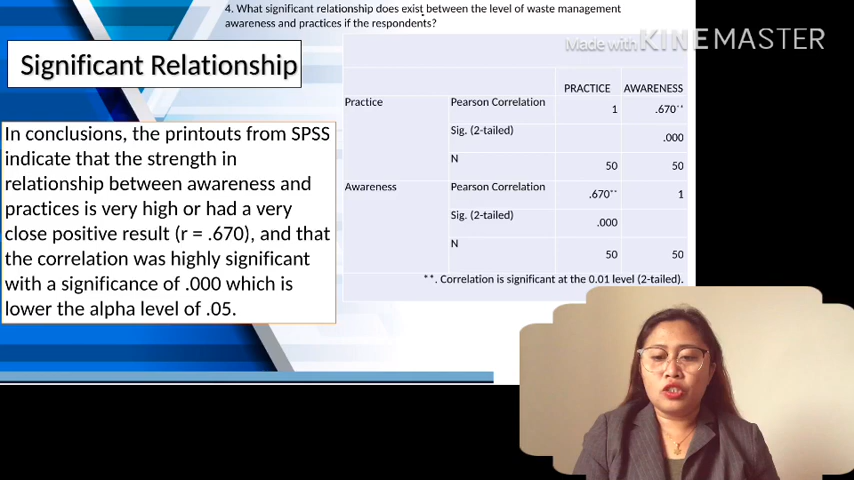 4. What significant relationship does exist between the level of waste management
awareness and practices if the respondents?
Made with KINEMASTER
Significant Relationship
PRACTICE AWARENESS
Practice Pearson Correlation 1 .670**
Sig. (2-tailed) .000
N 50 50
Awareness Pearson Correlation .670** 1
Sig. (2-tailed) .000
N 50 50
**. Correlation is significant at the 0.01 level (2-tailed).
In conclusions, the printouts from SPSS
indicate that the strength in
relationship between awareness and
practices is very high or had a very
close positive result (r = .670), and that
the correlation was highly significant
with a significance of .000 which is
lower the alpha level of .05.